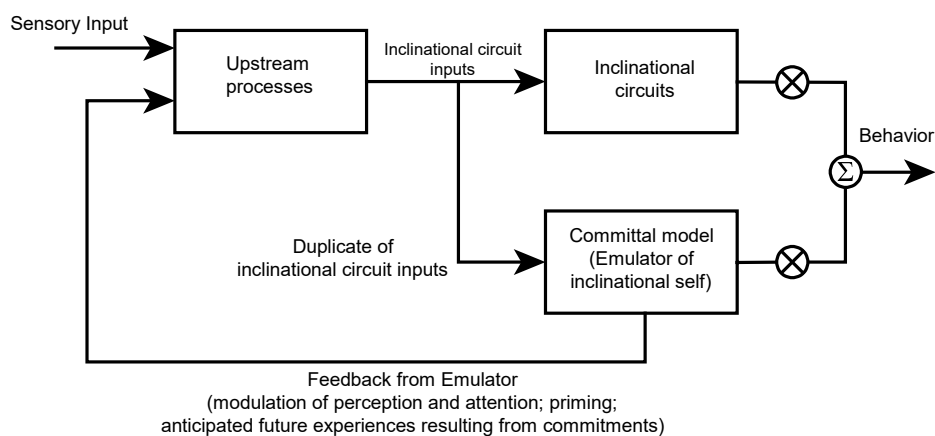 Sensory Input
Upstream
processes
Inclinational circuit
inputs
Inclinational
circuits
Behavior
Σ
Duplicate of
inclinational circuit inputs
Committal model
(Emulator of
inclinational self)
Feedback from Emulator
(modulation of perception and attention; priming;
anticipated future experiences resulting from commitments)